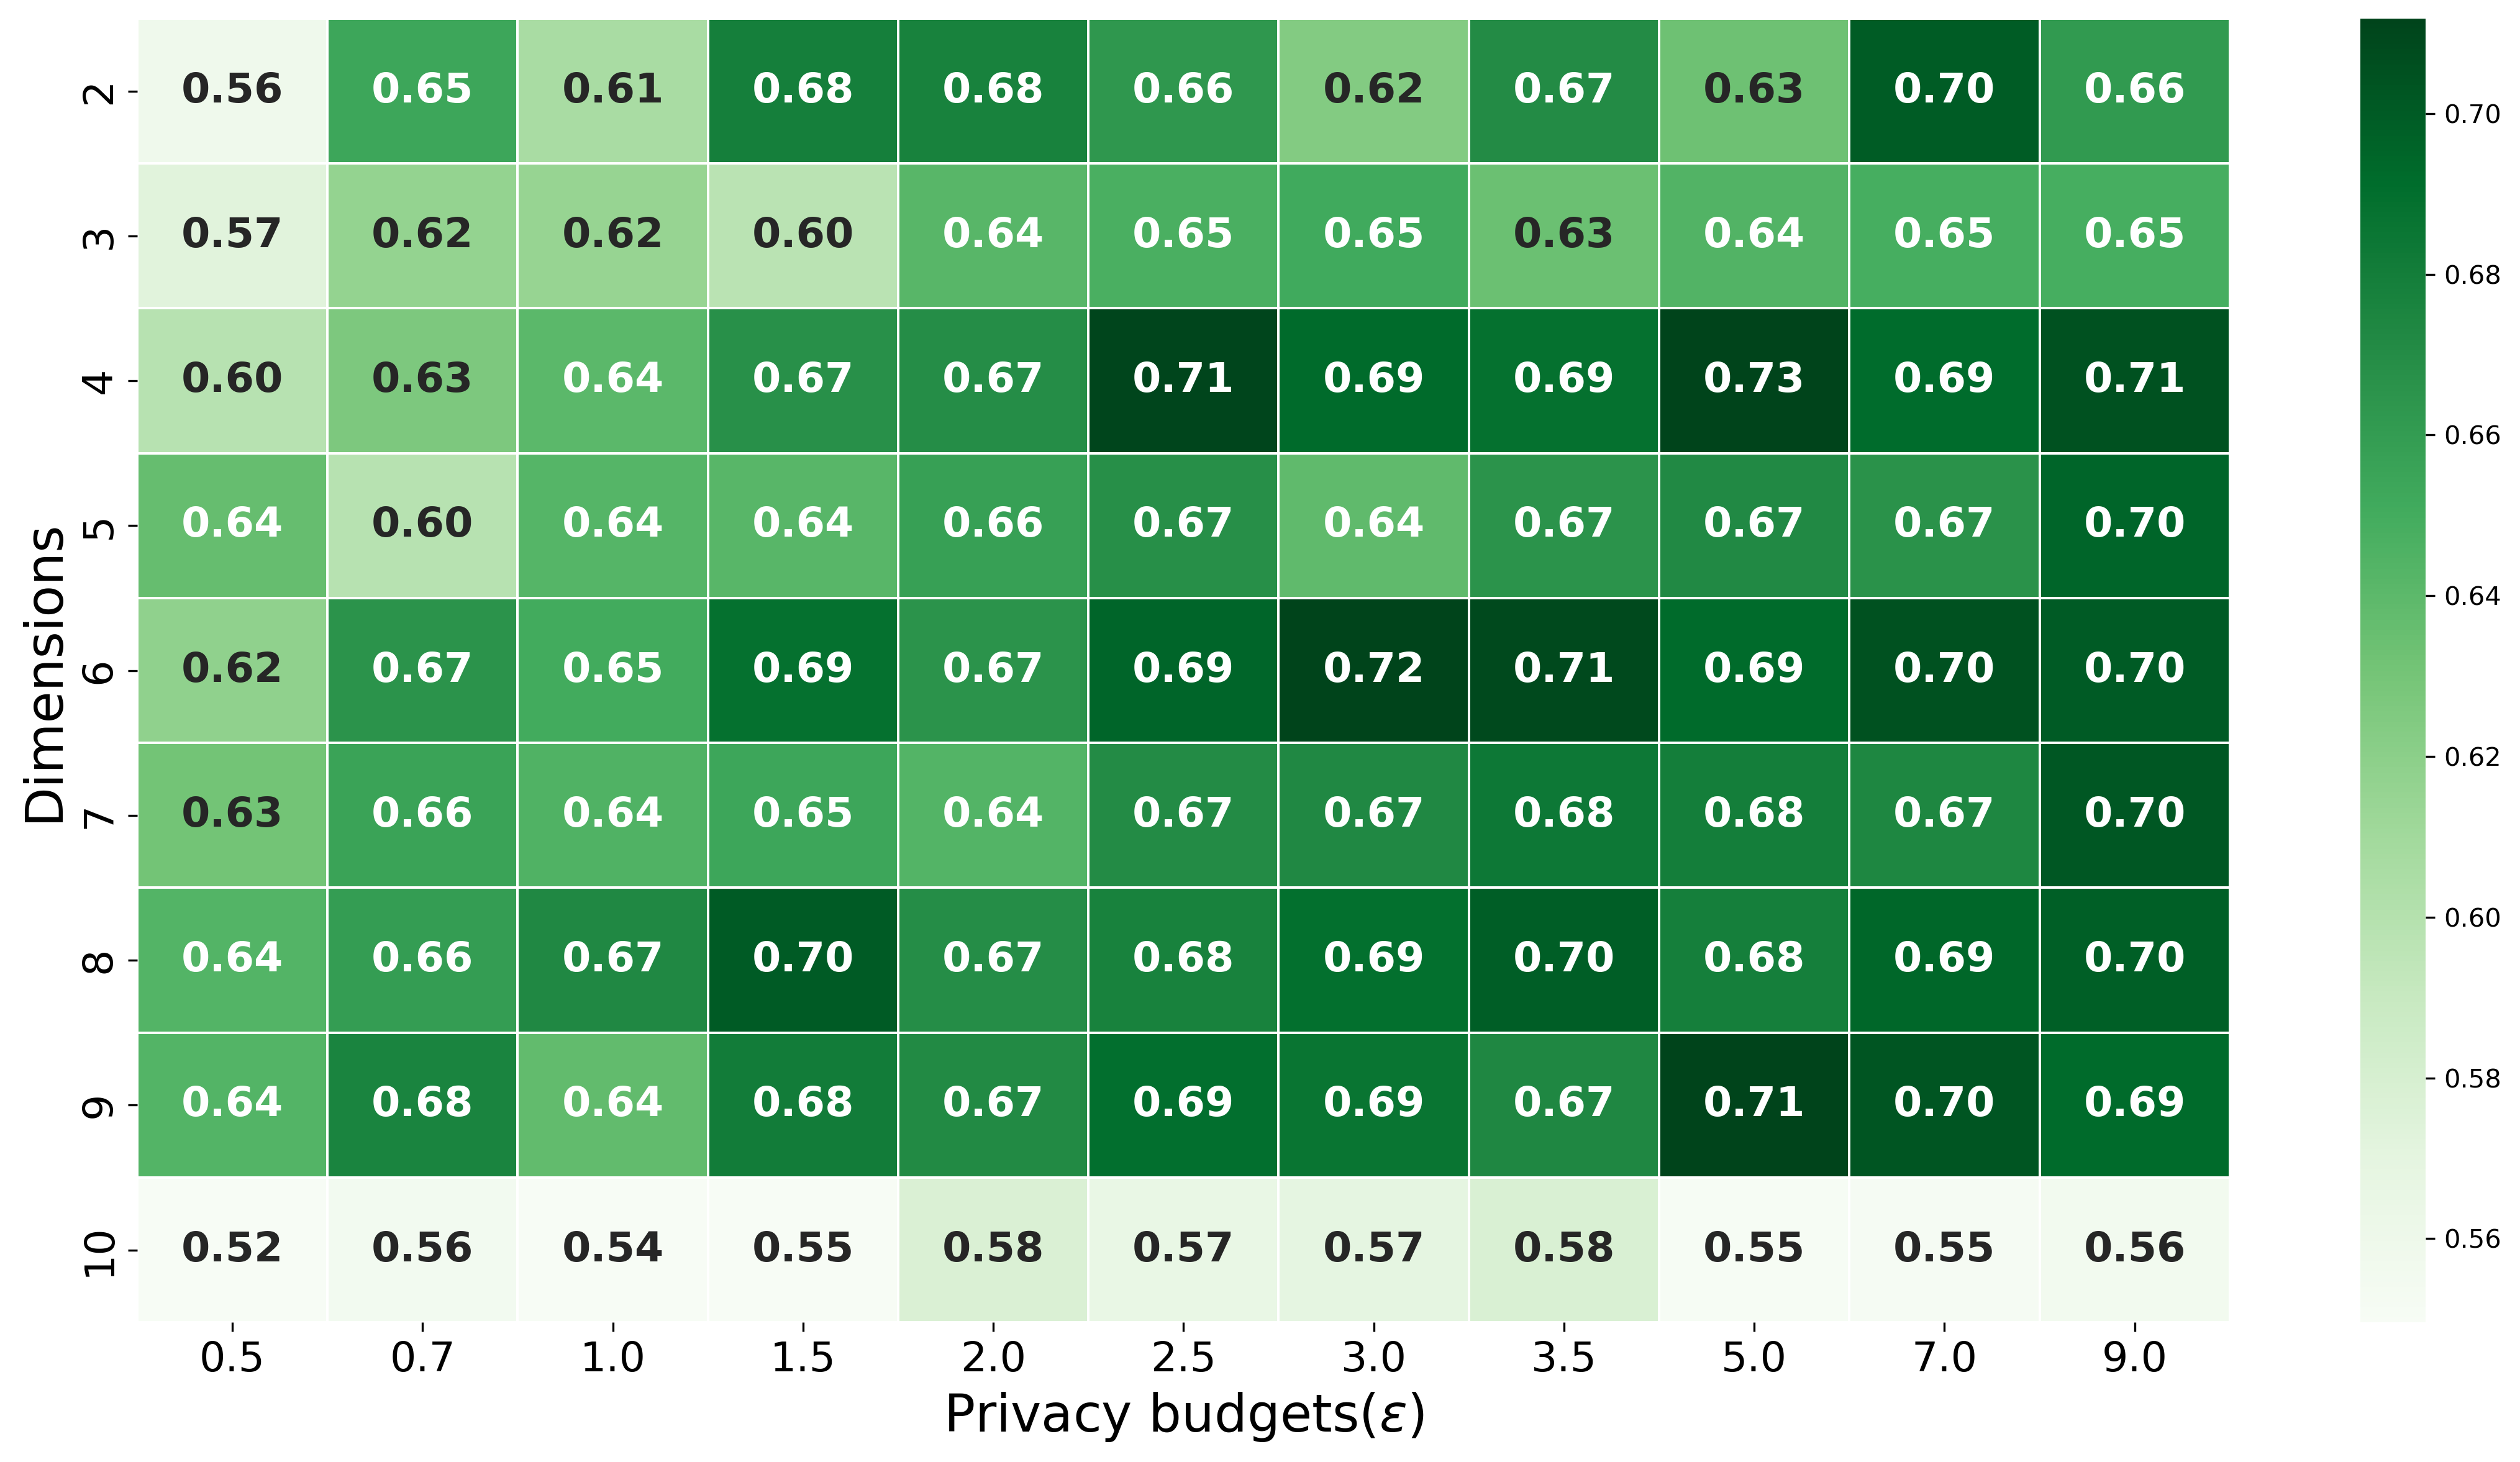 2 0.56 0.65 0.61 0.68 0.68 0.66 0.62 0.67 0.63 0.70 0.66
3 0.57 0.62 0.62 0.60 0.64 0.65 0.65 0.63 0.64 0.65 0.65
4 0.60 0.63 0.64 0.67 0.67 0.71 0.69 0.69 0.73 0.69 0.71
5 0.64 0.60 0.64 0.64 0.66 0.67 0.64 0.67 0.67 0.67 0.70
6 0.62 0.67 0.65 0.69 0.67 0.69 0.72 0.71 0.69 0.70 0.70
7 0.63 0.66 0.64 0.65 0.64 0.67 0.67 0.68 0.68 0.67 0.70
8 0.64 0.66 0.67 0.70 0.67 0.68 0.69 0.70 0.68 0.69 0.70
9 0.64 0.68 0.64 0.68 0.67 0.69 0.69 0.67 0.71 0.70 0.69
10 0.52 0.56 0.54 0.55 0.58 0.57 0.57 0.58 0.55 0.55 0.56
0.5 0.7 1.0 1.5 2.0 2.5 3.0 3.5 5.0 7.0 9.0
Privacy budgets(ε)
Dimensions
0.70
0.68
0.66
0.64
0.62
0.60
0.58
0.56